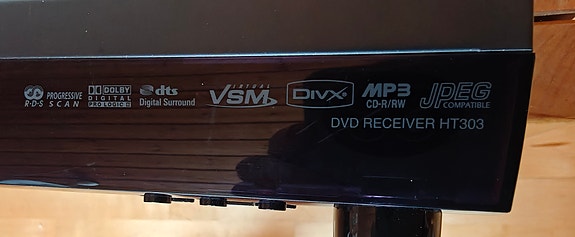 R·D·S
PROGRESSIVE
SCAN
DOLBY
DIGITAL
PRO LOGIC II
dts
Digital Surround
VIRTUAL
VSM
DIVX
MP3
CD-R/RW
JPEG
COMPATIBLE
DVD RECEIVER HT303